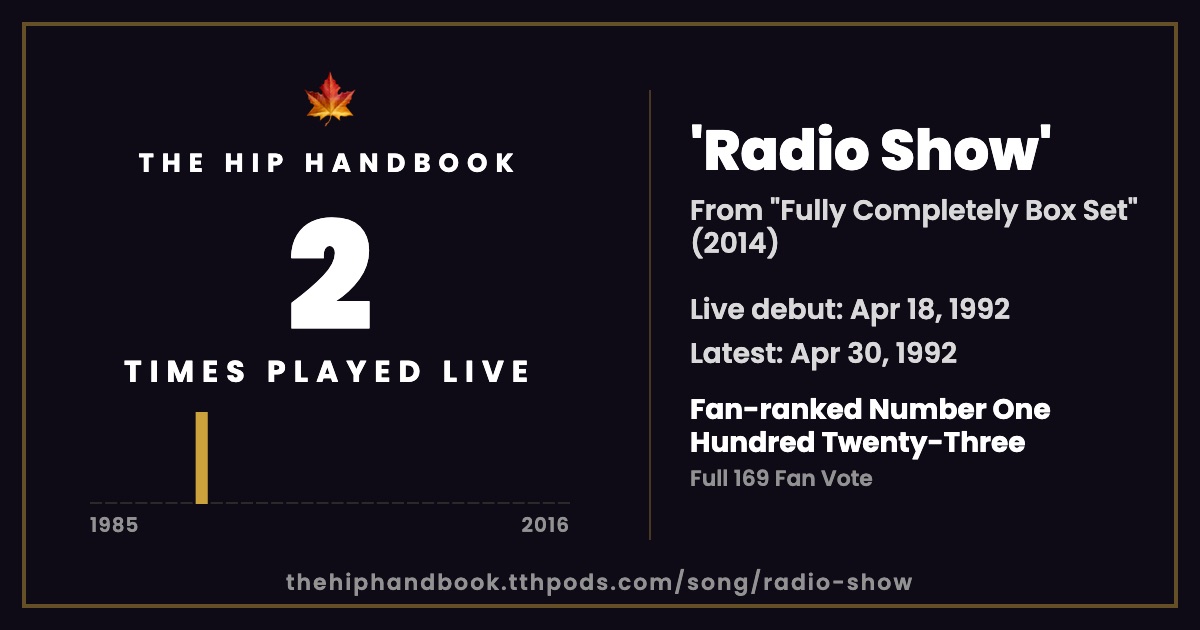 THE HIP HANDBOOK
2
TIMES PLAYED LIVE
1985
2016
'Radio Show'
From "Fully Completely Box Set"
(2014)
Live debut: Apr 18, 1992
Latest: Apr 30, 1992
Fan-ranked Number One
Hundred Twenty-Three
Full 169 Fan Vote
thehiphandbook.tthpods.com/song/radio-show